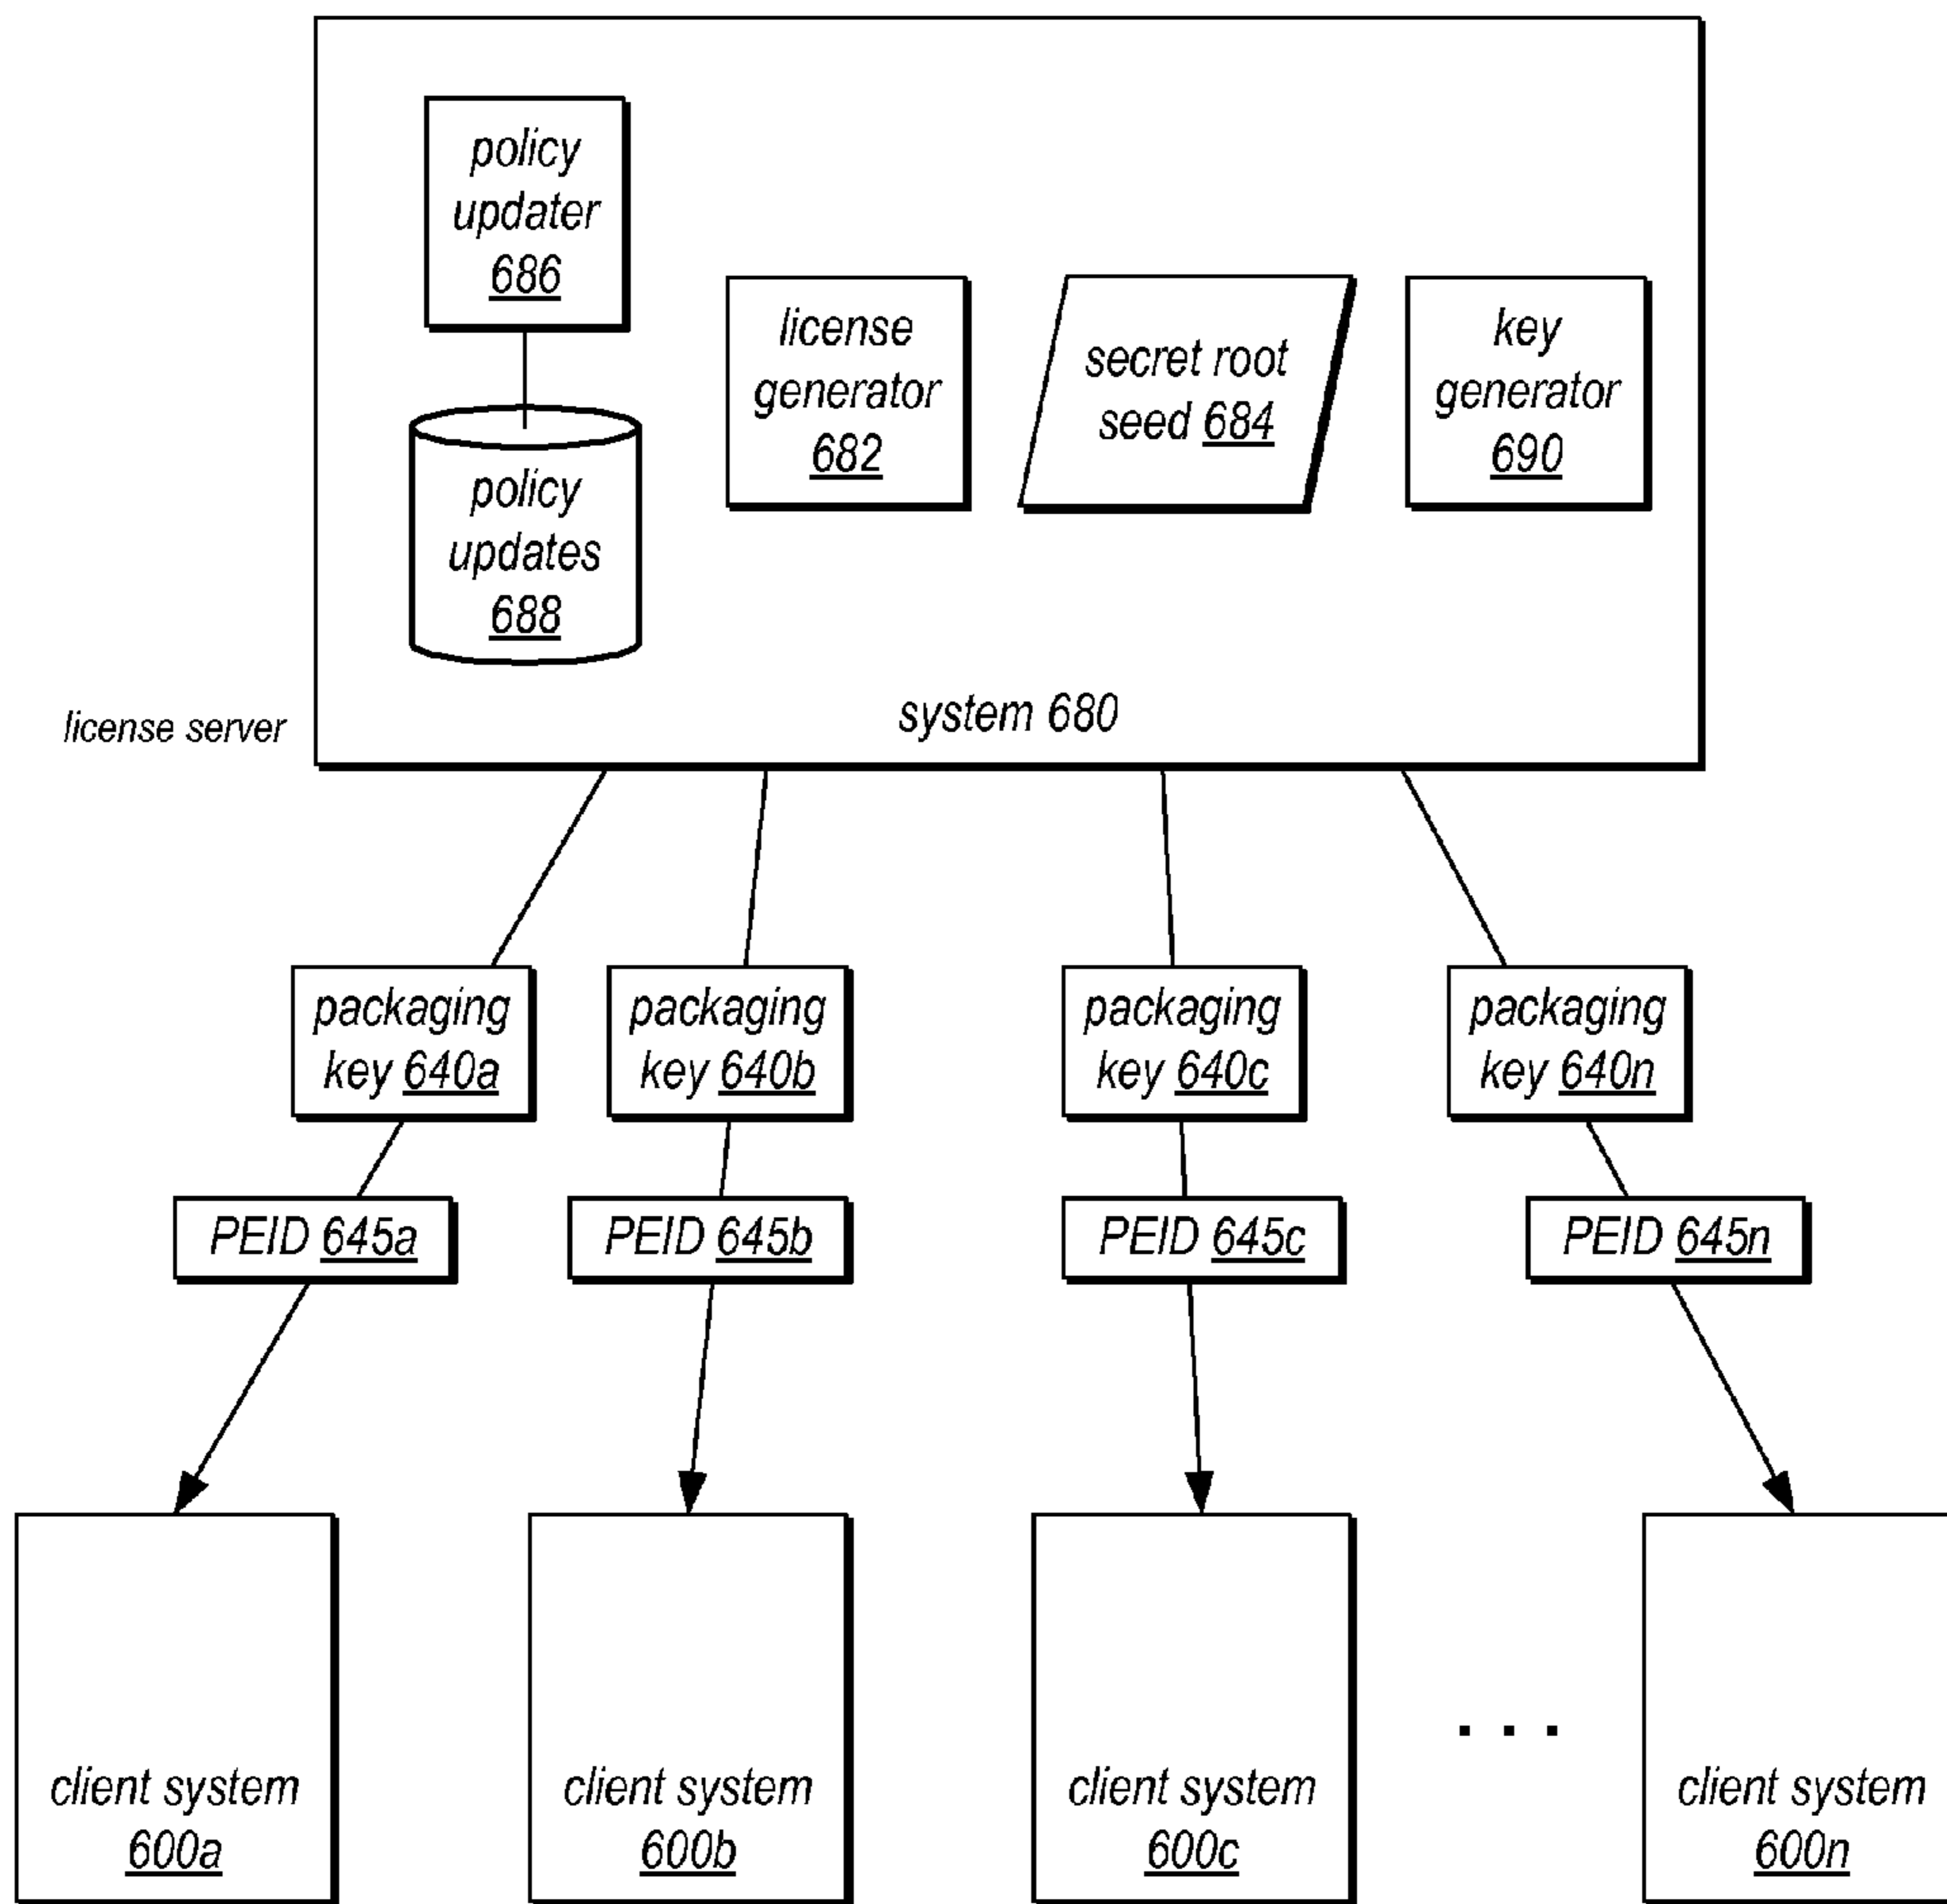 policy
updater
686
license
generator
682
secret root
seed 684
key
generator
690
policy
updates
688
license server
system 680
packaging
key 640a
packaging
key 640b
packaging
key 640c
packaging
key 640n
PEID 645a
PEID 645b
PEID 645c
PEID 645n
. . .
client system
600a
client system
600b
client system
600c
client system
600n